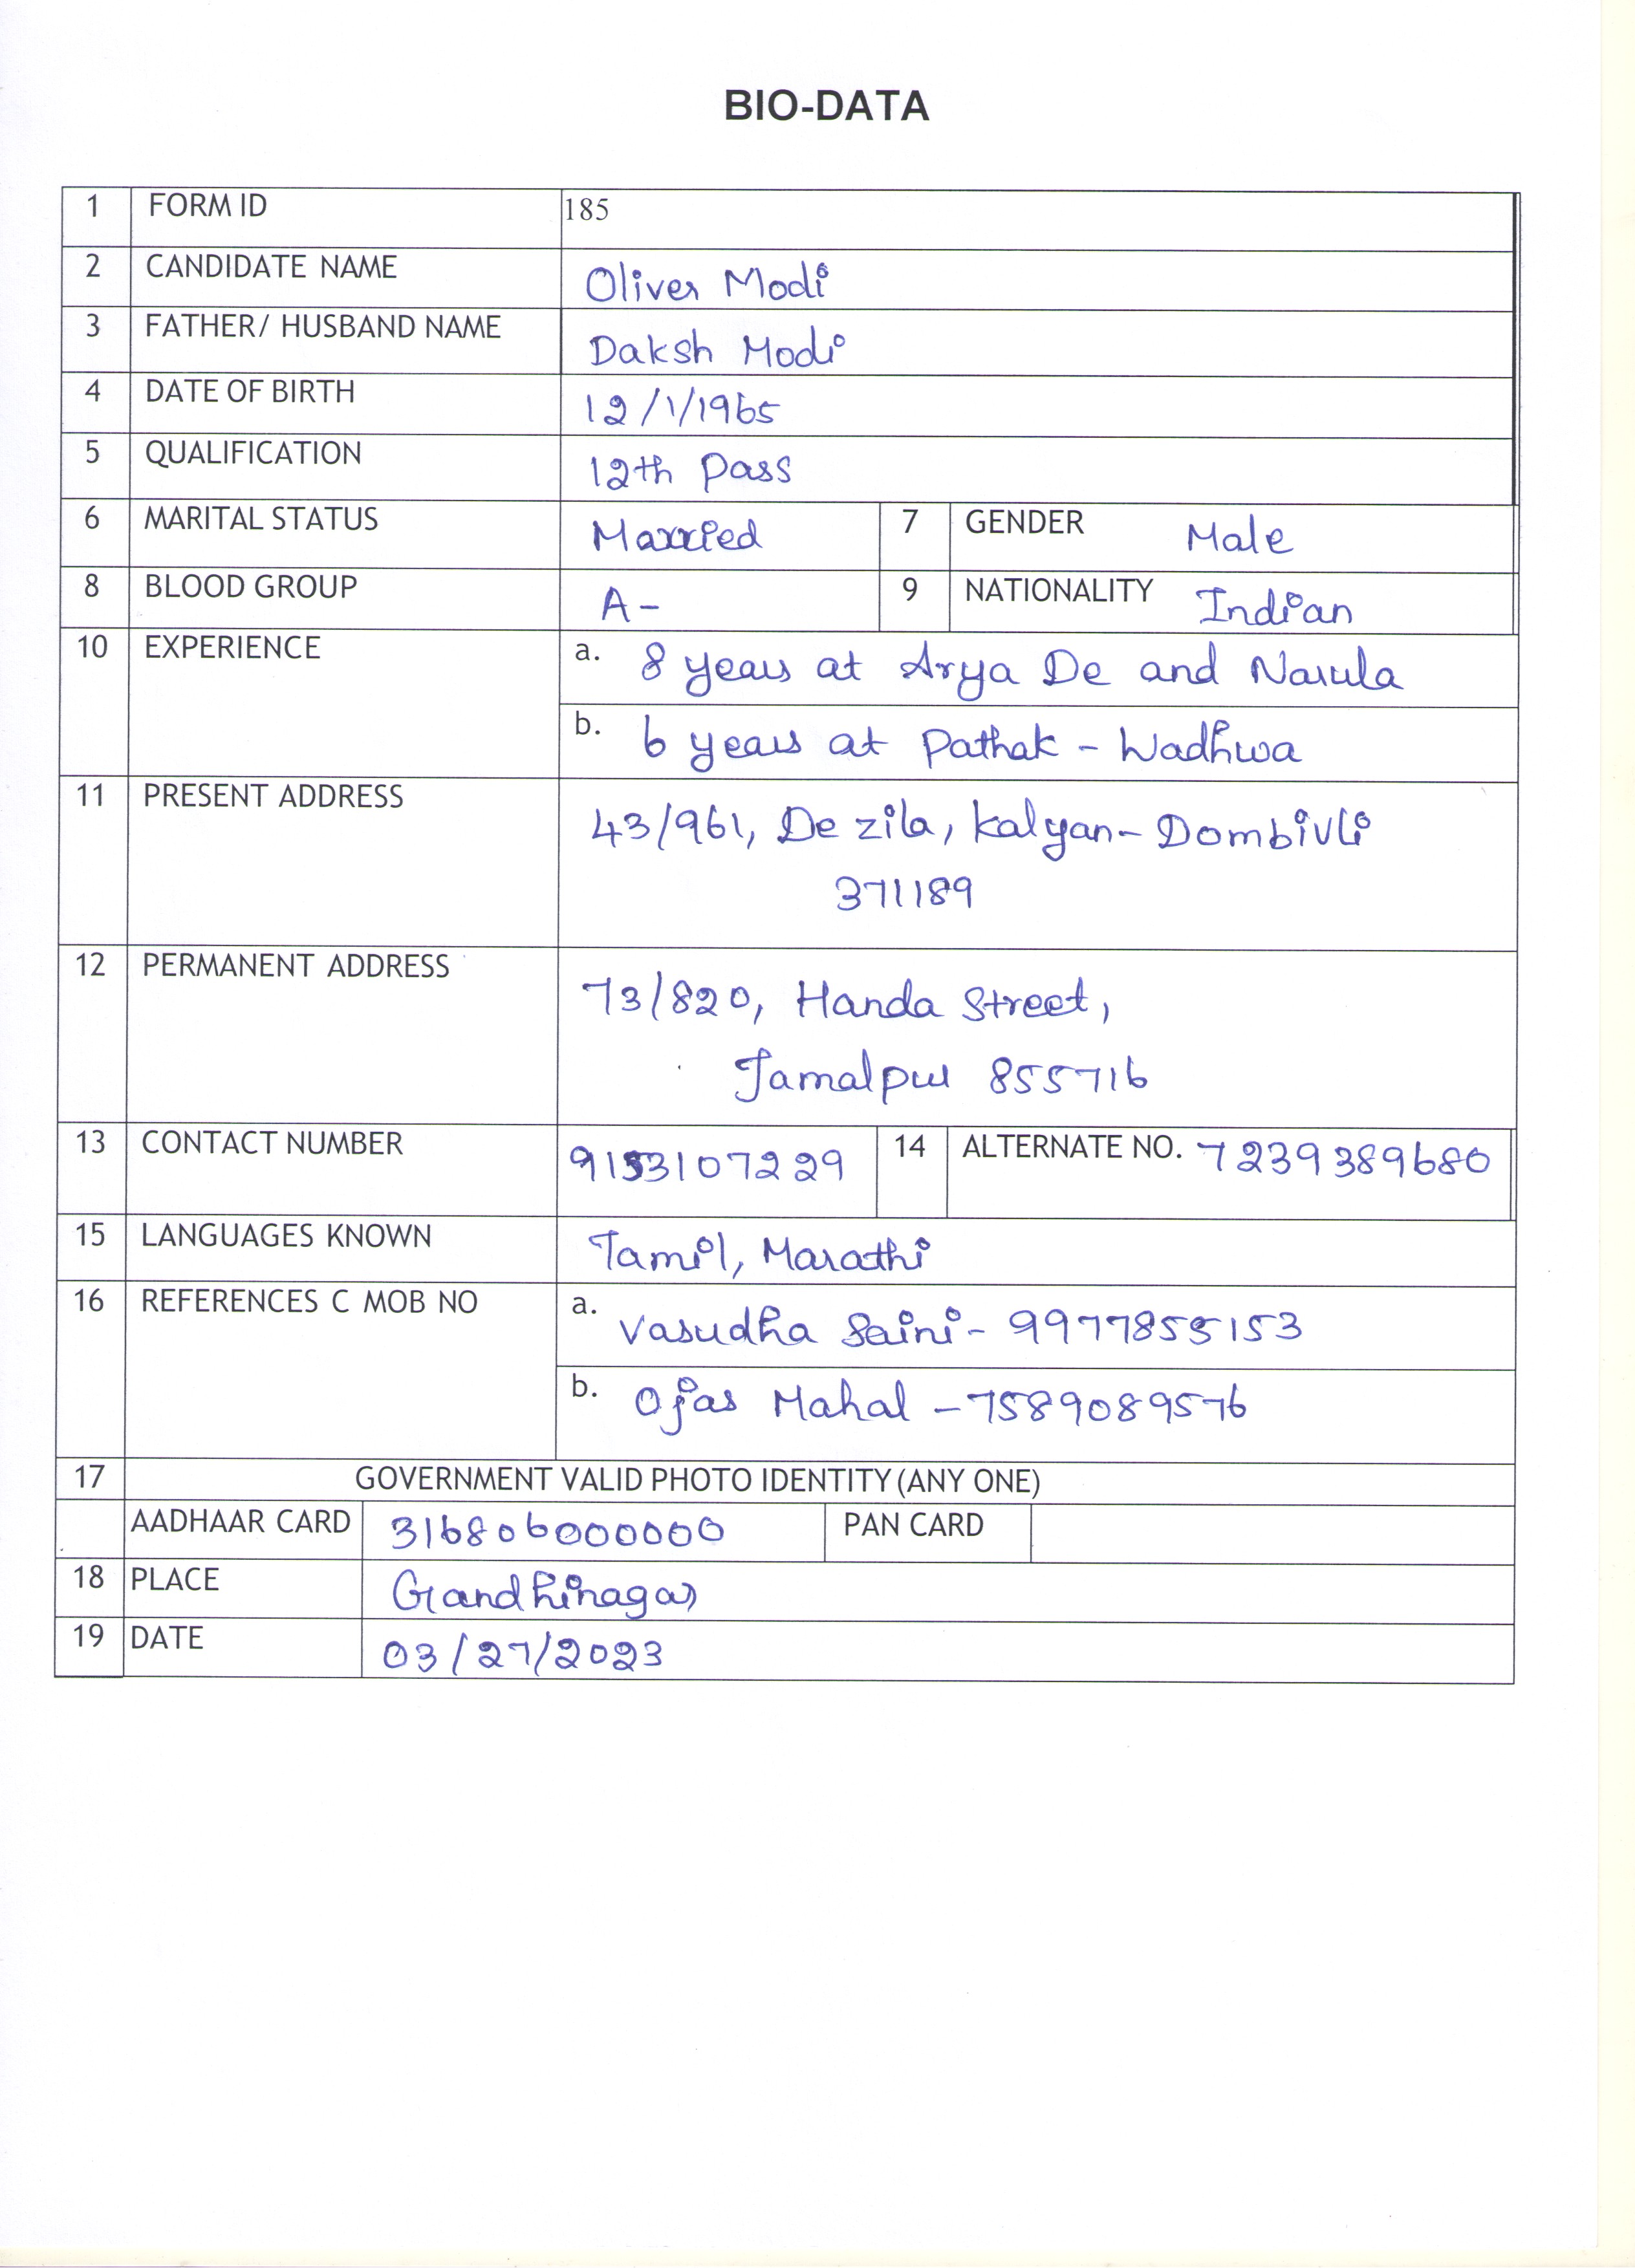 BIO-DATA
1 FORM ID 185
2 CANDIDATE NAME Oliver Modi
3 FATHER/ HUSBAND NAME Daksh Modi
4 DATE OF BIRTH 12/1/1965
5 QUALIFICATION 12th Pass
6 MARITAL STATUS Married 7 GENDER Male
8 BLOOD GROUP A- 9 NATIONALITY Indian
10 EXPERIENCE a. 8 years at Arya De and Narula
b. 6 years at Pathak - Wadhwa
11 PRESENT ADDRESS 43/961, De zila, Kalyan-Dombivli
371189
12 PERMANENT ADDRESS 73/820, Handa Street,
Jamalpur 855716
13 CONTACT NUMBER 9153107229 14 ALTERNATE NO. 7239389680
15 LANGUAGES KNOWN Tamil, Marathi
16 REFERENCES C MOB NO a. Vasudha Saini- 9977855153
b. Ojas Mahal - 7589089576
17 GOVERNMENT VALID PHOTO IDENTITY (ANY ONE)
AADHAAR CARD 316806000000 PAN CARD
18 PLACE Gandhinagar
19 DATE 03/27/2023